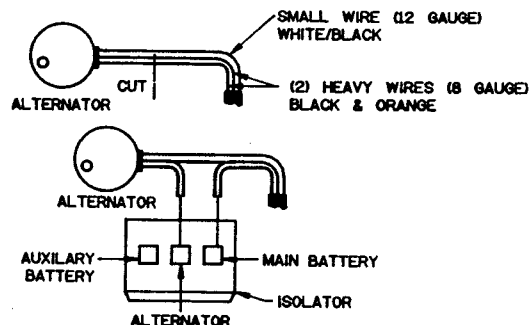 SMALL WIRE (12 GAUGE)
WHITE/BLACK
CUT
(2) HEAVY WIRES (8 GAUGE)
BLACK & ORANGE
ALTERNATOR
ALTERNATOR
AUXILARY
BATTERY
MAIN BATTERY
ISOLATOR
ALTERNATOR